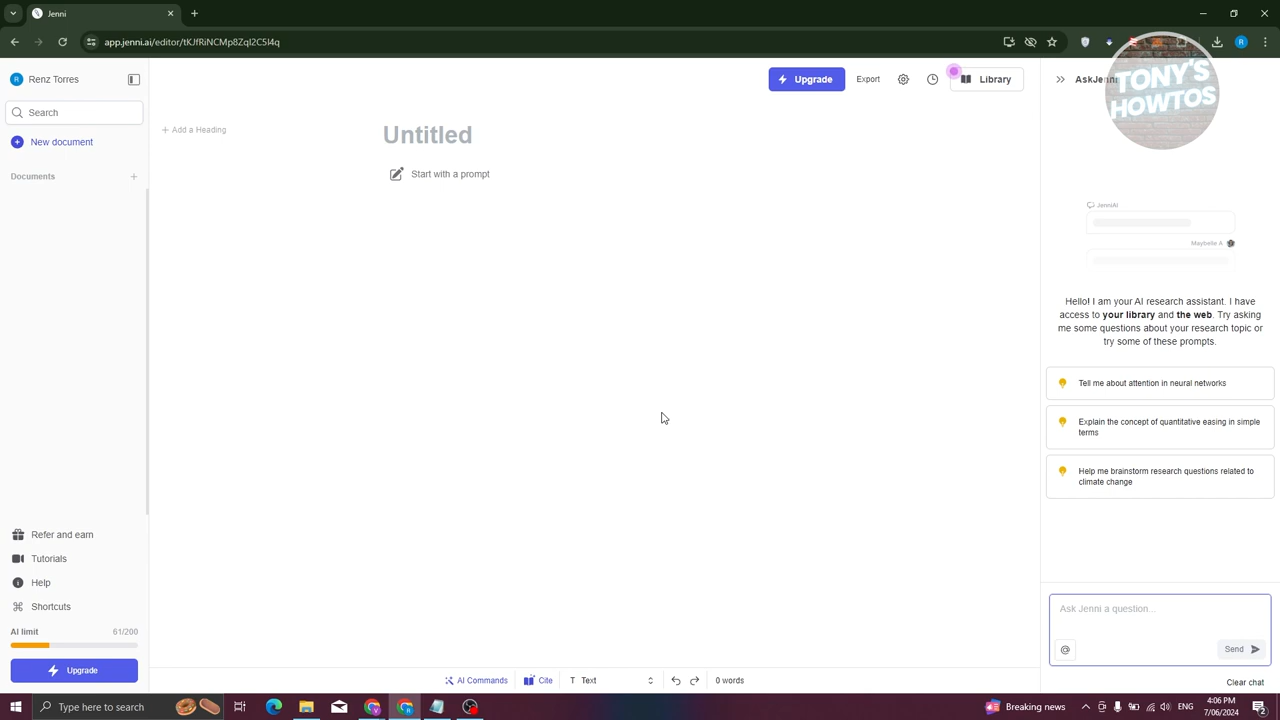 Jenni
app.jenni.ai/editor/tKJfRiNCMp8ZqI2C5I4q
R
Renz Torres
Search
New document
Documents
Refer and earn
Tutorials
Help
Shortcuts
AI limit 61/200
Upgrade
Upgrade
Export
Library
Add a Heading
Untitled
Start with a prompt
AI Commands
Cite
T Text
0 words
AskJenni
TONY'S
HOWTOS
JenniAI
Maybelle A
Hello! I am your AI research assistant. I have
access to your library and the web. Try asking
me some questions about your research topic or
try some of these prompts.
Tell me about attention in neural networks
Explain the concept of quantitative easing in simple
terms
Help me brainstorm research questions related to
climate change
Ask Jenni a question...
@
Send
Clear chat
Type here to search
Breaking news
ENG
4:06 PM
7/06/2024